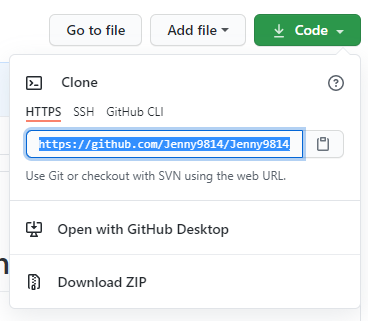 Go to file Add file Code
Clone
HTTPS SSH GitHub CLI
https://github.com/Jenny9814/Jenny9814
Use Git or checkout with SVN using the web URL.
Open with GitHub Desktop
Download ZIP